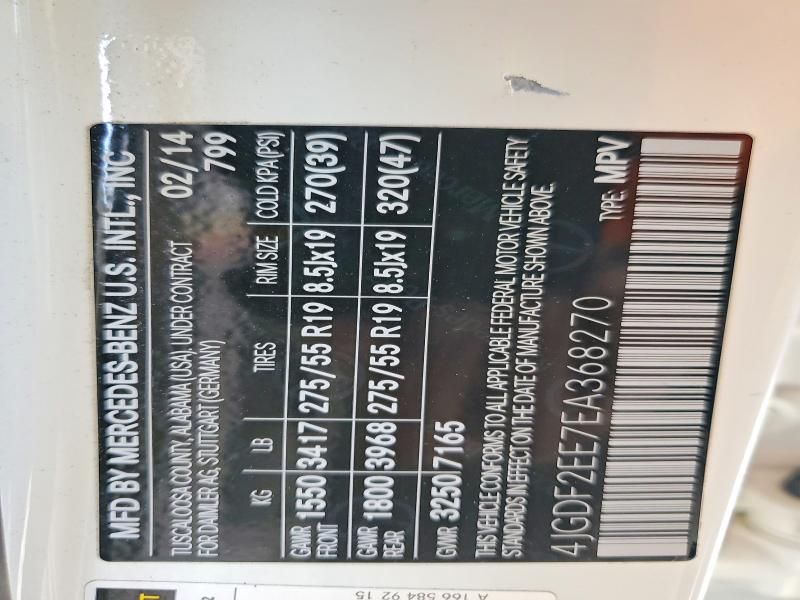 MFD BY MERCEDES-BENZ U.S. INTL., INC
TUSCALOOSA COUNTY, ALABAMA (USA), UNDER CONTRACT 02/14
FOR DAIMLER AG, STUTTGART (GERMANY) 799
KG LB TIRES RIM SIZE COLD KPA (PSI)
GAWR FRONT 1550 3417 275/55 R19 8.5Jx19 270(39)
GAWR REAR 1800 3968 275/55 R19 8.5Jx19 320(47)
GVWR 3250 7165
THIS VEHICLE CONFORMS TO ALL APPLICABLE FEDERAL MOTOR VEHICLE SAFETY
STANDARDS IN EFFECT ON THE DATE OF MANUFACTURE SHOWN ABOVE.
4JGDF2EE7EA368270 TYPE: MPV
A 166 584 92 15